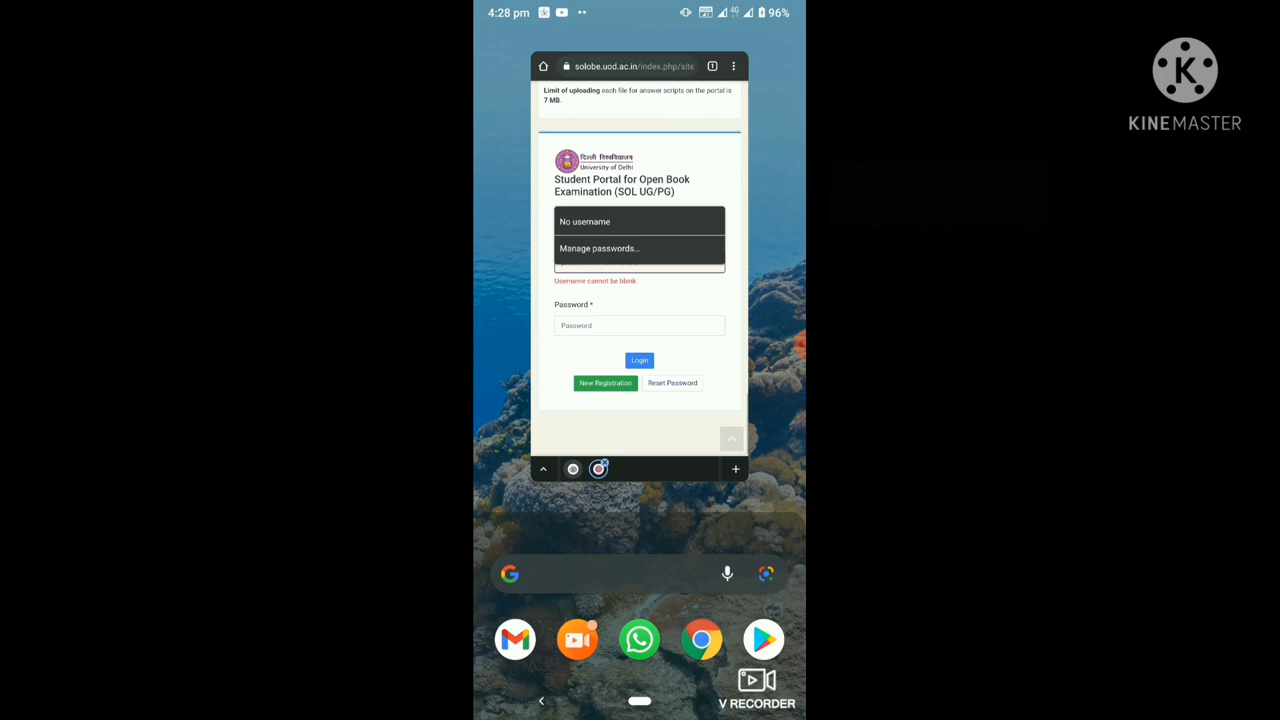 4:28 pm
4G
96%
solobe.uod.ac.in/index.php/site
1
Limit of uploading each file for answer scripts on the portal is
7 MB.
दिल्ली विश्वविद्यालय
University of Delhi
Student Portal for Open Book
Examination (SOL UG/PG)
No username
Manage passwords...
Username cannot be blank.
Password *
Password
Login
New Registration
Reset Password
V RECORDER
K
KINEMASTER